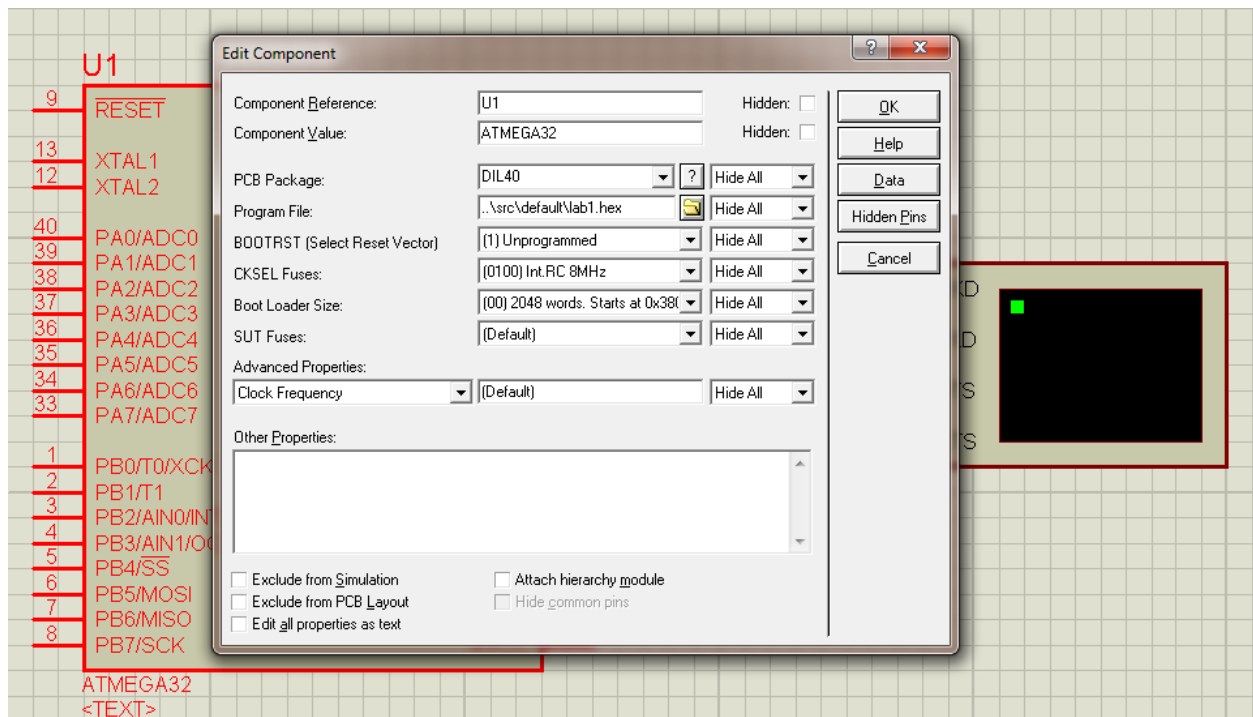 U1
9 RESET
13 XTAL1
12 XTAL2
40 PA0/ADC0
39 PA1/ADC1
38 PA2/ADC2
37 PA3/ADC3
36 PA4/ADC4
35 PA5/ADC5
34 PA6/ADC6
33 PA7/ADC7
1 PB0/T0/XCK
2 PB1/T1
3 PB2/AIN0/IN
4 PB3/AIN1/O
5 PB4/SS
6 PB5/MOSI
7 PB6/MISO
8 PB7/SCK
ATMEGA32
<TEXT>
Edit Component
Component Reference: U1 Hidden:
Component Value: ATMEGA32 Hidden:
PCB Package: DIL40 ? Hide All
Program File: ..\src\default\lab1.hex Hide All
BOOTRST (Select Reset Vector) (1) Unprogrammed Hide All
CKSEL Fuses: (0100) Int.RC 8MHz Hide All
Boot Loader Size: (00) 2048 words. Starts at 0x380 Hide All
SUT Fuses: (Default) Hide All
Advanced Properties:
Clock Frequency (Default) Hide All
Other Properties:
Exclude from Simulation Attach hierarchy module
Exclude from PCB Layout Hide common pins
Edit all properties as text
?
OK
Help
Data
Hidden Pins
Cancel
D
S